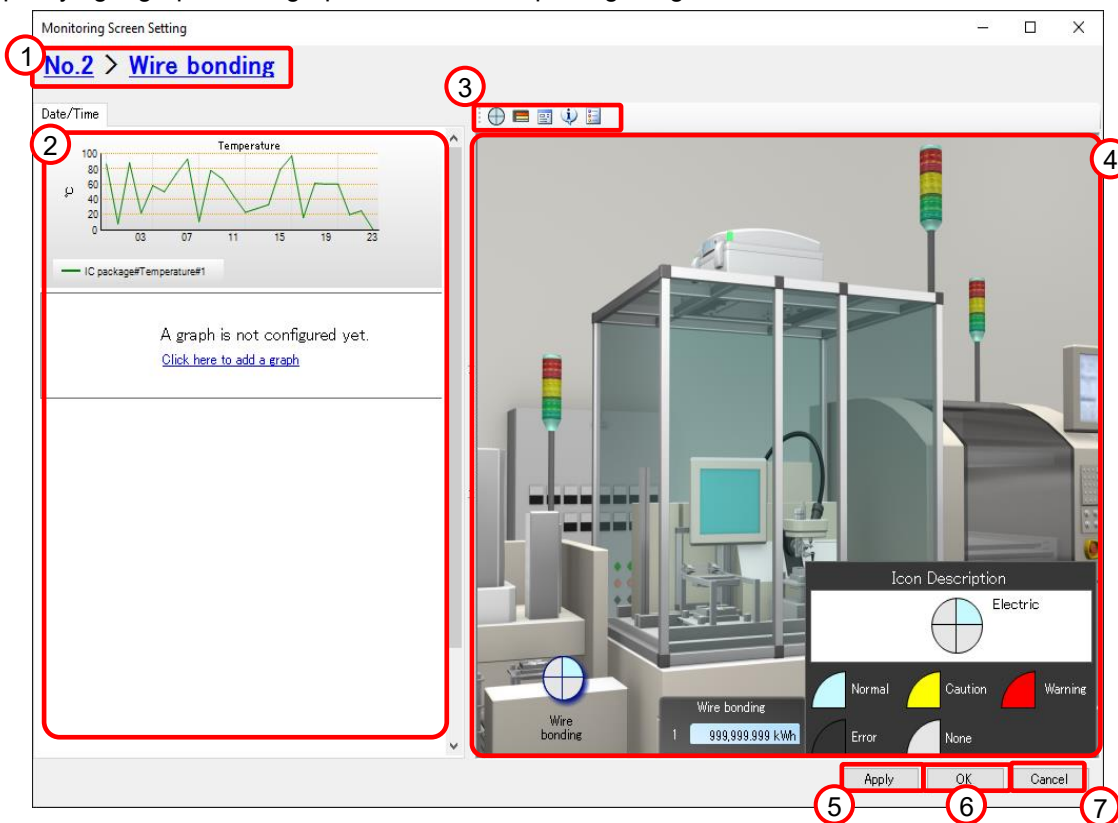 Monitoring Screen Setting
1
No.2 > Wire bonding
3
Date/Time
2
4
Temperature
100
80
60
40
20
0
℃
03 07 11 15 19 23
IC package#Temperature#1
A graph is not configured yet.
Click here to add a graph
Icon Description
Electric
Normal Caution Warning
Error None
Wire
bonding
Wire bonding
1 999,999.999 kWh
Apply OK Cancel
5 6 7